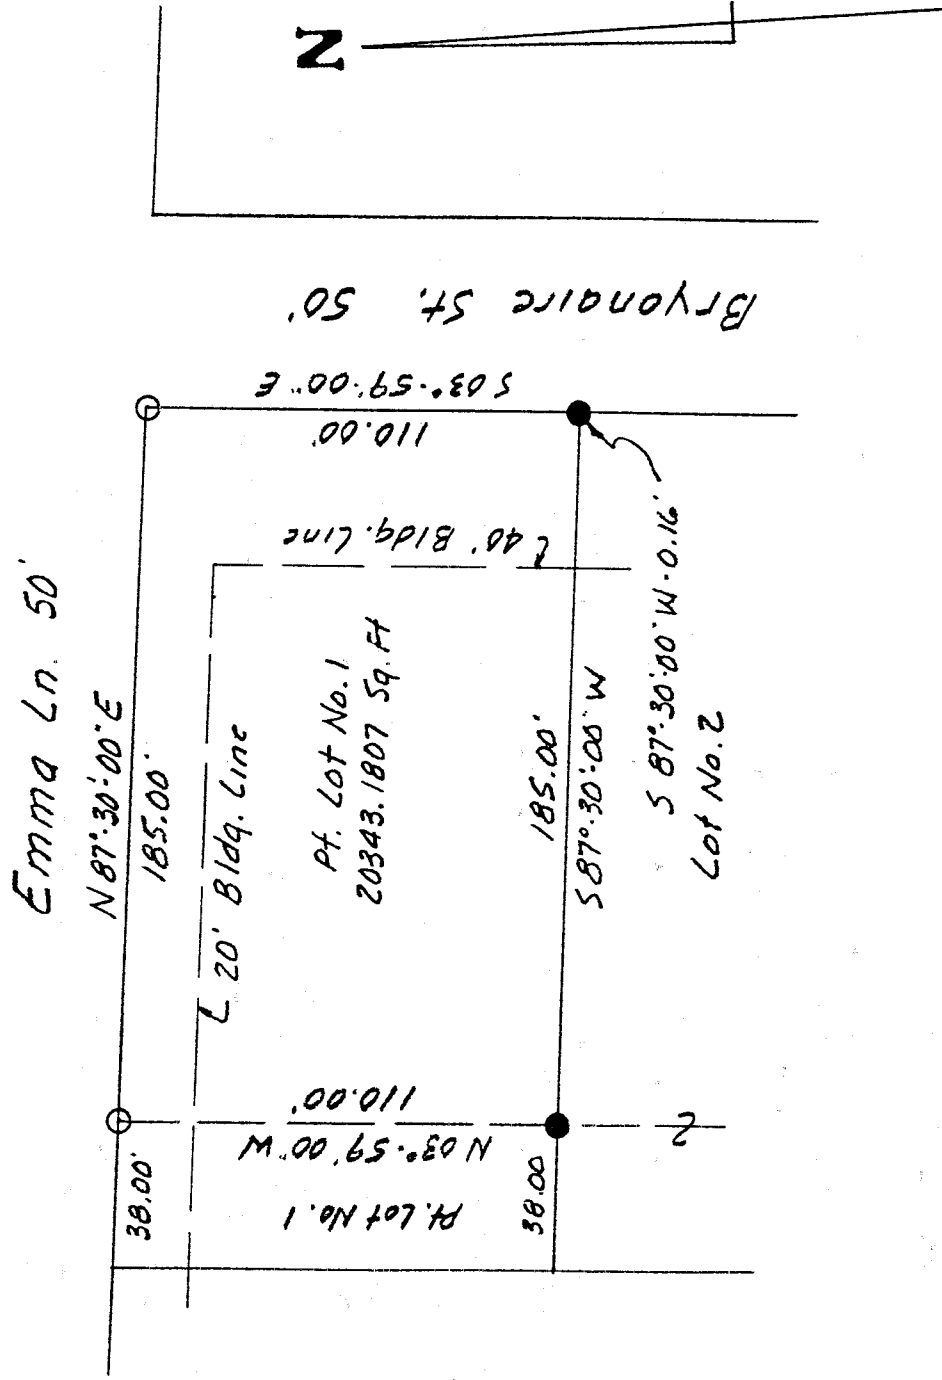 N
Bryonaire St. 50'
S 03°-59'-00" E
110.00'
40' Bldg. Line
Emma Ln. 50'
N 87°-30'-00" E
185.00'
20' Bldg. Line
Pt. Lot No. 1
20343.1807 Sq. Ft
185.00'
S 87°-30'-00" W
S 87°-30'-00" W-0.16'
Lot No. 2
110.00'
N 03°-59'00" W
38.00'
Pt. Lot No. 1
38.00